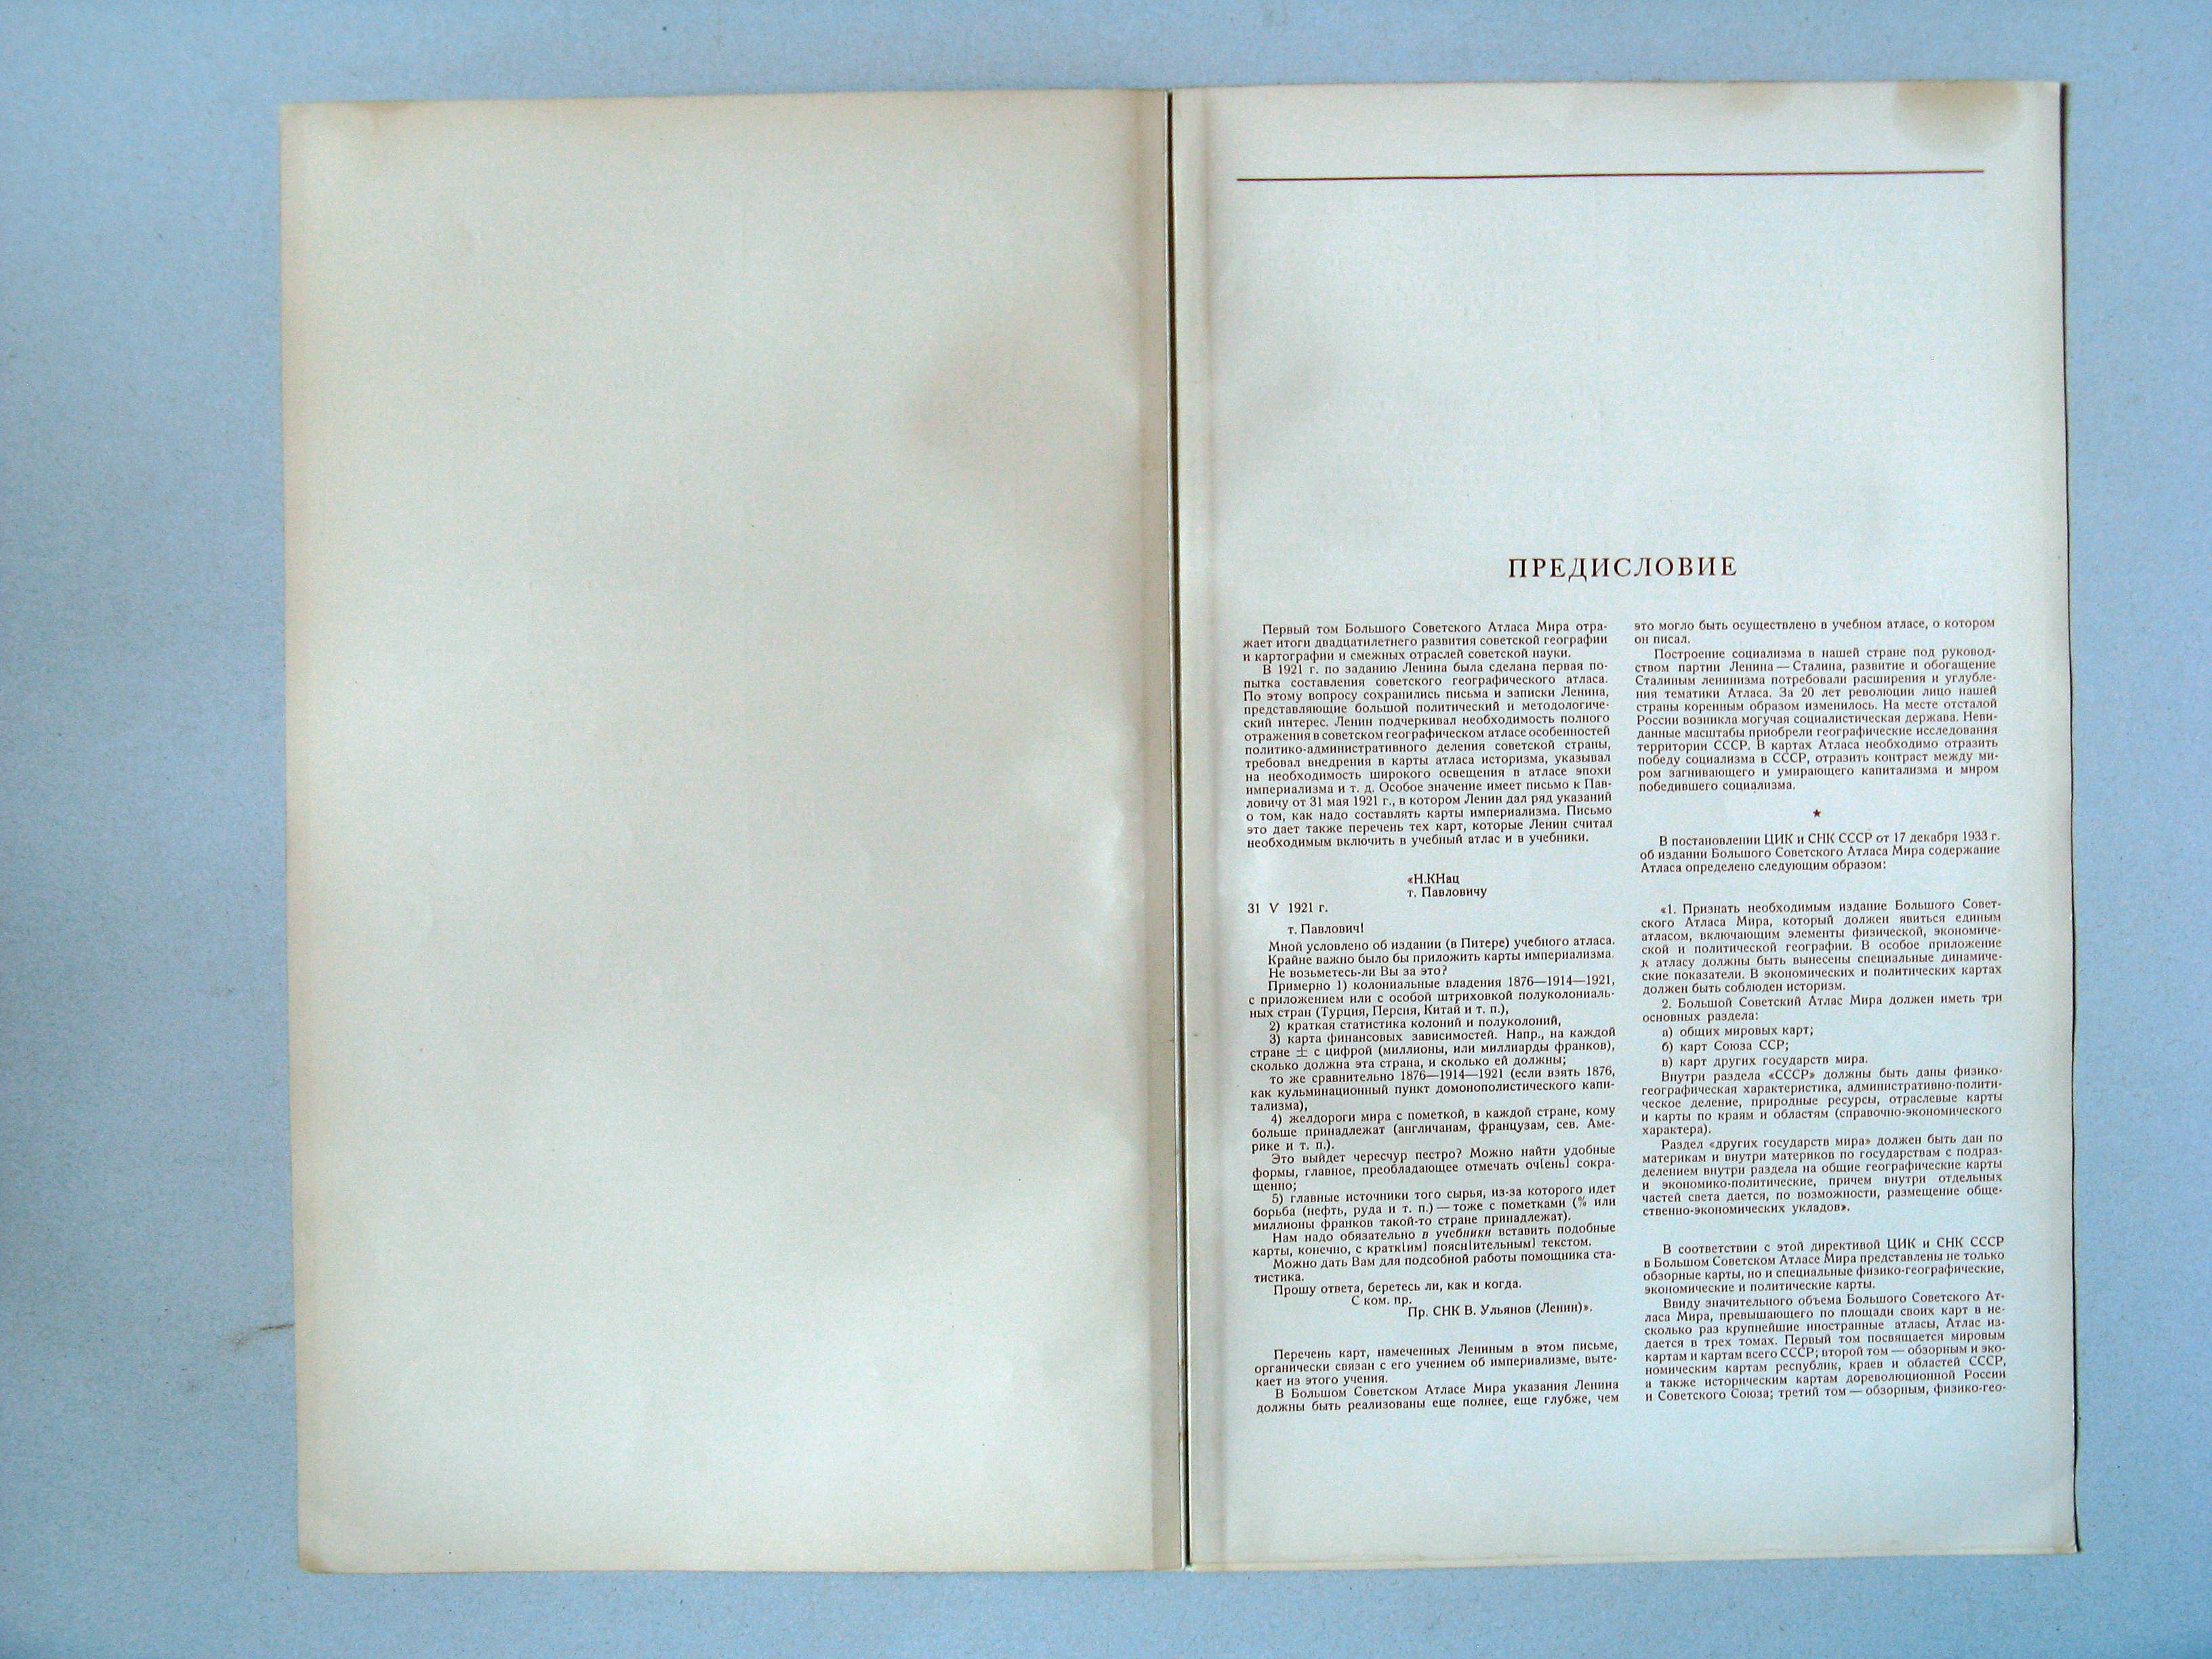 ПРЕДИСЛОВИЕ
Первый том Большого Советского Атласа Мира отра-
жает итоги двадцатилетнего развития советской географии
и картографии и смежных отраслей советской науки.
В 1921 г. по заданию Ленина была сделана первая по-
пытка составления советского географического атласа.
По этому вопросу сохранились письма и записки Ленина,
представляющие большой политический и методологиче-
ский интерес. Ленин подчеркивал необходимость полного
отражения в советском географическом атласе особенностей
политико-административного деления советской страны,
требовал внедрения в карты атласа историзма, указывал
на необходимость широкого освещения в атласе эпохи
империализма и т. д. Особое значение имеет письмо к Пав-
ловичу от 31 мая 1921 г., в котором Ленин дал ряд указаний
о том, как надо составлять карты империализма. Письмо
это дает также перечень тех карт, которые Ленин считал
необходимым включить в учебный атлас и в учебники.
«Н.КНац
т. Павловичу
31 V 1921 г.
т. Павлович!
Мной условлено об издании (в Питере) учебного атласа.
Крайне важно было бы приложить карты империализма.
Не возьметесь-ли Вы за это?
Примерно 1) колониальные владения 1876—1914—1921,
с приложением или с особой штриховкой полуколониаль-
ных стран (Турция, Персия, Китай и т. п.),
2) краткая статистика колоний и полуколоний,
3) карта финансовых зависимостей. Напр., на каждой
стране ± с цифрой (миллионы, или миллиарды франков),
сколько должна эта страна, и сколько ей должны;
то же сравнительно 1876—1914—1921 (если взять 1876,
как кульминационный пункт домонополистического капи-
тализма),
4) желдороги мира с пометкой, в каждой стране, кому
больше принадлежат (англичанам, французам, сев. Аме-
рике и т. п.).
Это выйдет чересчур пестро? Можно найти удобные
формы, главное, преобладающее отмечать оч[ень] сокра-
щенно;
5) главные источники того сырья, из-за которого идет
борьба (нефть, руда и т. п.) — тоже с пометками (% или
миллионы франков такой-то стране принадлежат).
Нам надо обязательно в учебники вставить подобные
карты, конечно, с кратк[им] поясн[ительным] текстом.
Можно дать Вам для подсобной работы помощника ста-
тистика.
Прошу ответа, беретесь ли, как и когда.
С ком. пр.
Пр. СНК В. Ульянов (Ленин)».
Перечень карт, намеченных Лениным в этом письме,
органически связан с его учением об империализме, выте-
кает из этого учения.
В Большом Советском Атласе Мира указания Ленина
должны быть реализованы еще полнее, еще глубже, чем
это могло быть осуществлено в учебном атласе, о котором
он писал.
Построение социализма в нашей стране под руковод-
ством партии Ленина — Сталина, развитие и обогащение
Сталиным ленинизма потребовали расширения и углубле-
ния тематики Атласа. За 20 лет революции лицо нашей
страны коренным образом изменилось. На месте отсталой
России возникла могучая социалистическая держава. Неви-
данные масштабы приобрели географические исследования
территории СССР. В картах Атласа необходимо отразить
победу социализма в СССР, отразить контраст между ми-
ром загнивающего и умирающего капитализма и миром
победившего социализма.
★
В постановлении ЦИК и СНК СССР от 17 декабря 1933 г.
об издании Большого Советского Атласа Мира содержание
Атласа определено следующим образом:
«1. Признать необходимым издание Большого Совет-
ского Атласа Мира, который должен явиться единым
атласом, включающим элементы физической, экономиче-
ской и политической географии. В особое приложение
к атласу должны быть вынесены специальные динамиче-
ские показатели. В экономических и политических картах
должен быть соблюден историзм.
2. Большой Советский Атлас Мира должен иметь три
основных раздела:
а) общих мировых карт;
б) карт Союза ССР;
в) карт других государств мира.
Внутри раздела «СССР» должны быть даны физико-
географическая характеристика, административно-полити-
ческое деление, природные ресурсы, отраслевые карты
и карты по краям и областям (справочно-экономического
характера).
Раздел «других государств мира» должен быть дан по
материкам и внутри материков по государствам с подраз-
делением внутри раздела на общие географические карты
и экономико-политические, причем внутри отдельных
частей света дается, по возможности, размещение обще-
ственно-экономических укладов».
В соответствии с этой директивой ЦИК и СНК СССР
в Большом Советском Атласе Мира представлены не только
обзорные карты, но и специальные физико-географические,
экономические и политические карты.
Ввиду значительного объема Большого Советского Ат-
ласа Мира, превышающего по площади своих карт в не-
сколько раз крупнейшие иностранные атласы, Атлас из-
дается в трех томах. Первый том посвящается мировым
картам и картам всего СССР; второй том — обзорным и эко-
номическим картам республик, краев и областей СССР,
а также историческим картам дореволюционной России
и Советского Союза; третий том — обзорным, физико-гео-